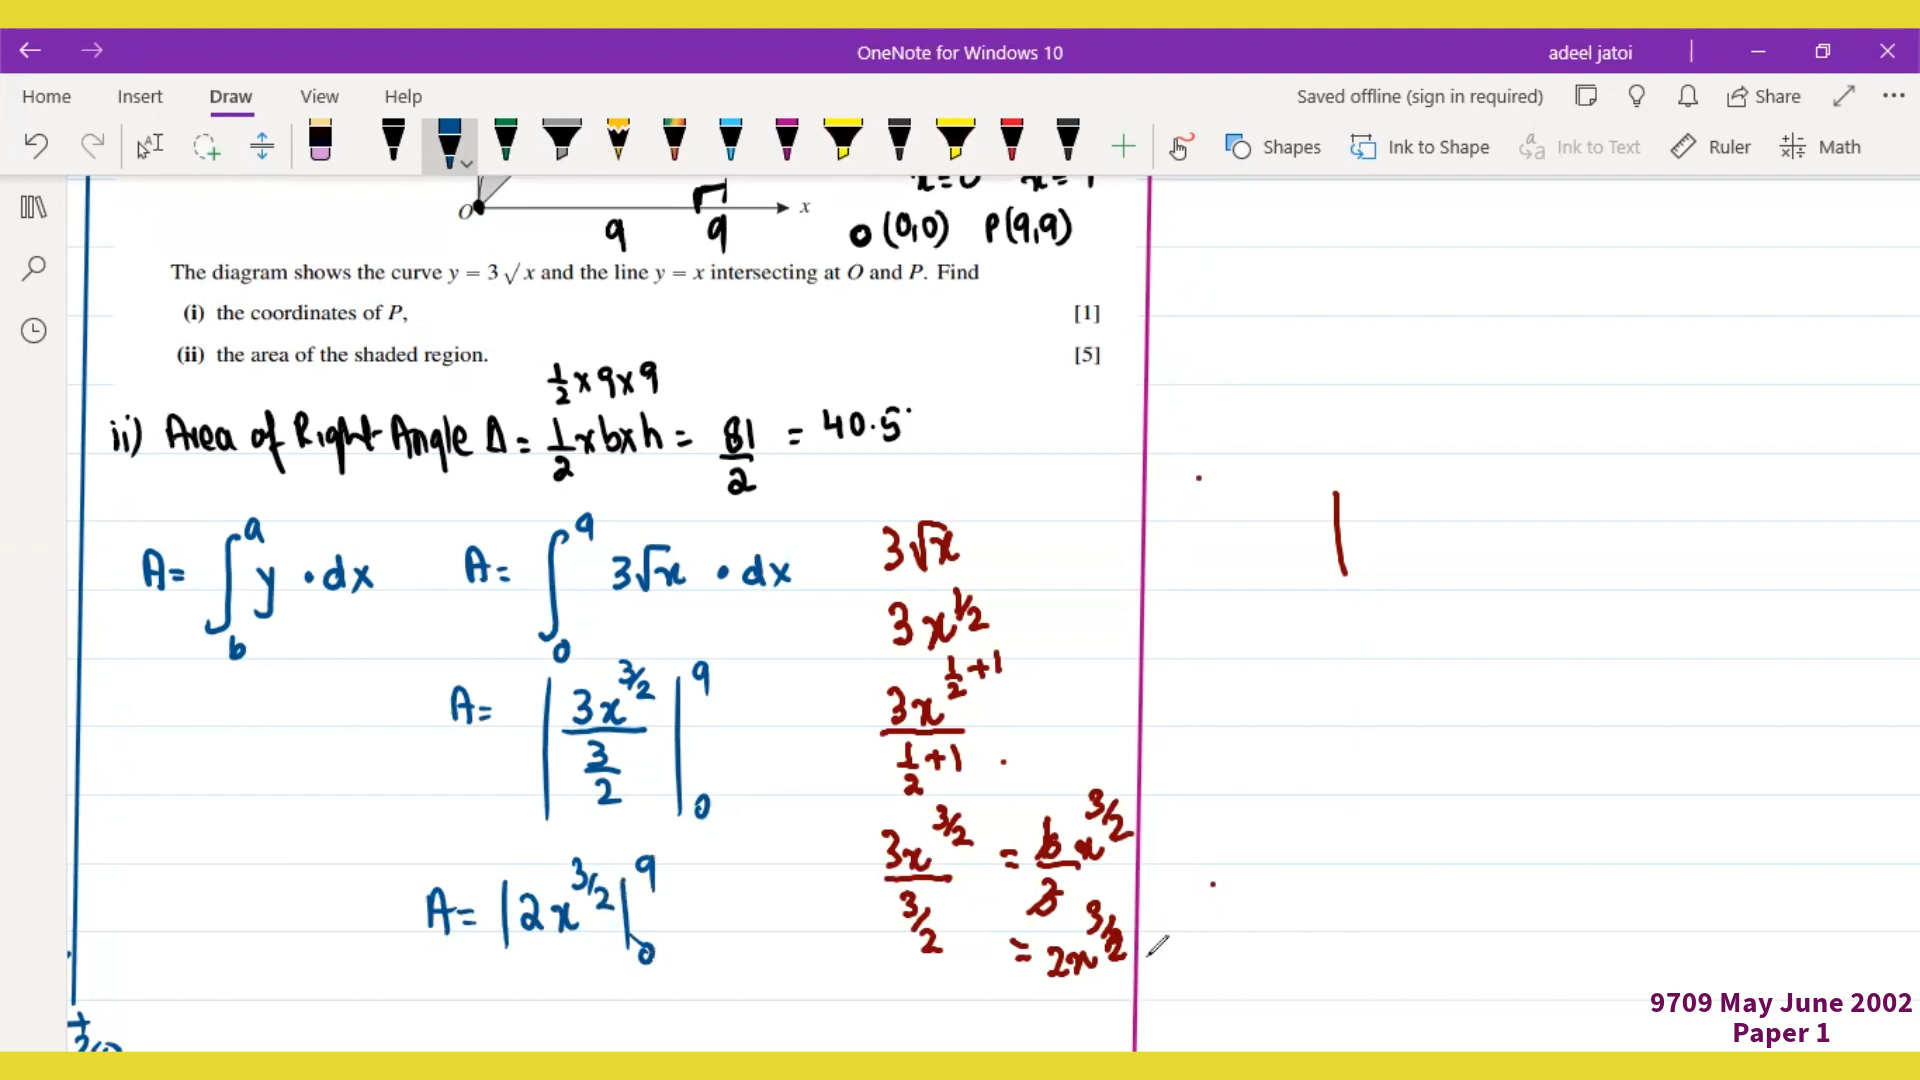 OneNote for Windows 10
adeel jatoi
Home Insert Draw View Help
Saved offline (sign in required) Share
Shapes Ink to Shape Ink to Text Ruler Math
O x
9 9
O (0,0) P(9,9)
The diagram shows the curve y = 3√x and the line y = x intersecting at O and P. Find
(i) the coordinates of P, [1]
(ii) the area of the shaded region. [5]
1/2 x 9 x 9
ii) Area of Right Angle Δ = 1/2 x b x h = 81/2 = 40.5
A = ∫_b^a y . dx A = ∫_0^9 3√x . dx
3√x
3x^1/2
A = | 3x^3/2 / 3/2 |_0^9
3x^1/2+1 / 1/2+1
3x^3/2 / 3/2 = 6/3 x^3/2
A = | 2x^3/2 |_0^9
= 2x^3/2
9709 May June 2002
Paper 1